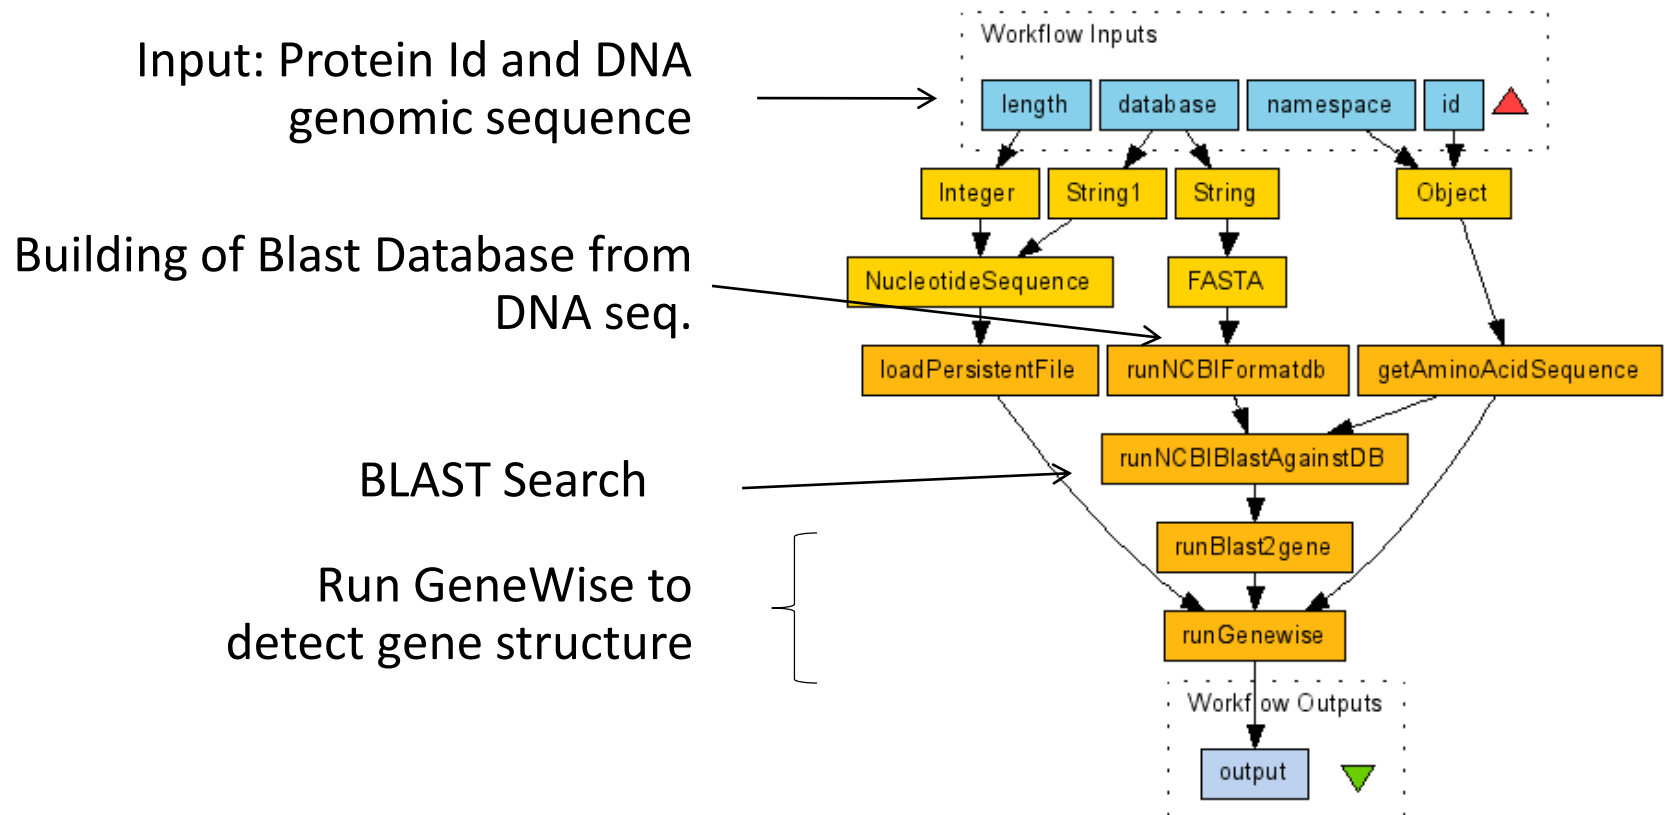 Input: Protein Id and DNA
genomic sequence
Building of Blast Database from
DNA seq.
BLAST Search
Run GeneWise to
detect gene structure
Workflow Inputs
length database namespace id
Integer String1 String Object
NucleotideSequence FASTA
loadPersistentFile runNCBIFormatdb getAminoAcidSequence
runNCBIBlastAgainstDB
runBlast2gene
runGenewise
Workflow Outputs
output